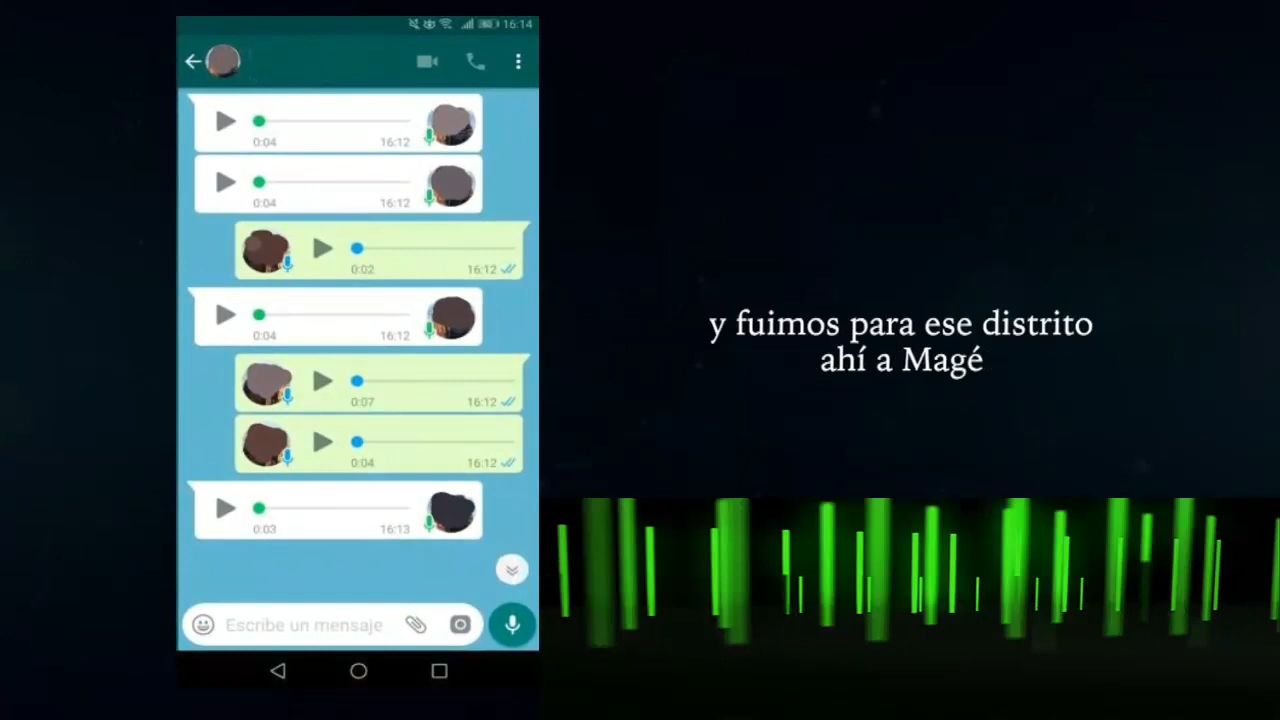 16:14
0:04 16:12
0:04 16:12
0:02 16:12
0:04 16:12
0:07 16:12
0:04 16:12
0:03 16:13
Escribe un mensaje
y fuimos para ese distrito
ahí a Magé